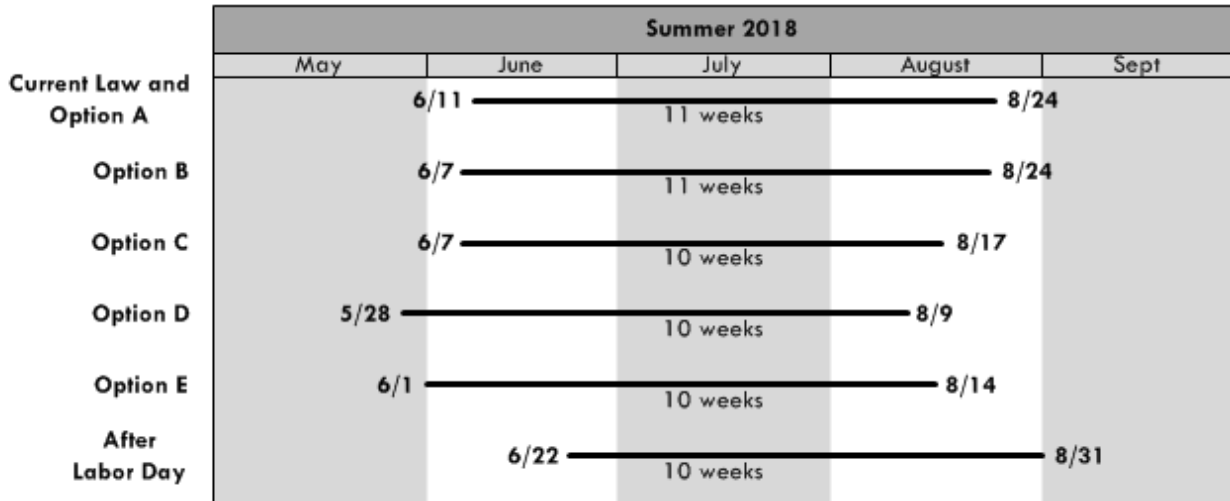 Summer 2018
May June July August Sept
Current Law and
Option A
6/11 8/24
11 weeks
Option B 6/7 8/24
11 weeks
Option C 6/7 8/17
10 weeks
Option D 5/28 8/9
10 weeks
Option E 6/1 8/14
10 weeks
After
Labor Day
6/22 8/31
10 weeks